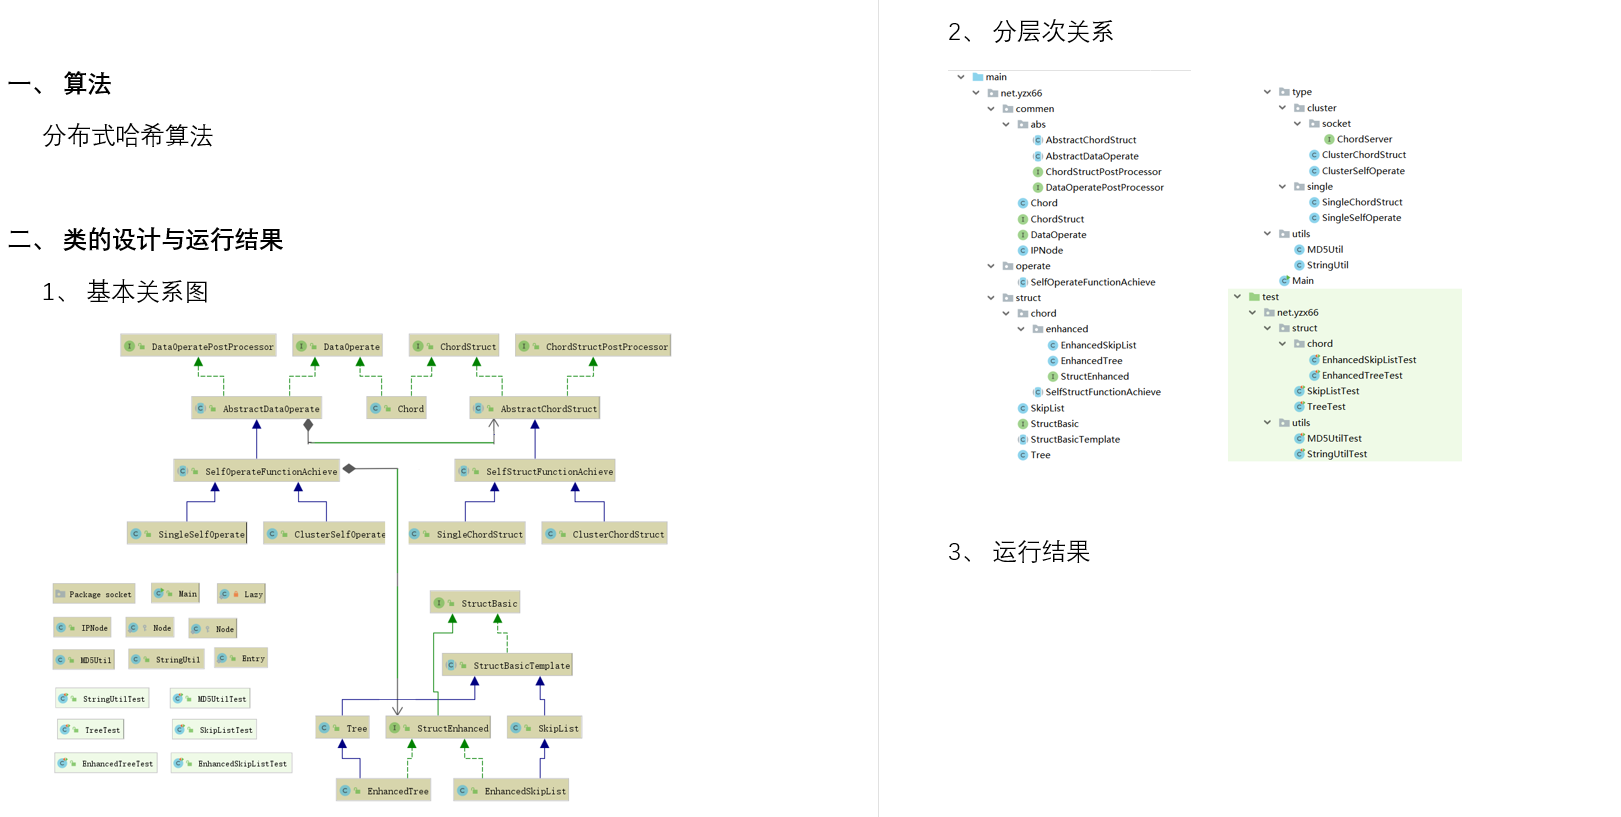 一、 算法
分布式哈希算法
二、 类的设计与运行结果
1、 基本关系图
DataOperatePostProcessor
DataOperate
ChordStruct
ChordStructPostProcessor
AbstractDataOperate
Chord
AbstractChordStruct
SelfOperateFunctionAchieve
SelfStructFunctionAchieve
SingleSelfOperate
ClusterSelfOperate
SingleChordStruct
ClusterChordStruct
Package socket
Main
Lazy
IPNode
Node
Node
MD5Util
StringUtil
Entry
StringUtilTest
MD5UtilTest
TreeTest
SkipListTest
EnhancedTreeTest
EnhancedSkipListTest
StructBasic
StructBasicTemplate
Tree
StructEnhanced
SkipList
EnhancedTree
EnhancedSkipList
2、 分层次关系
main
net.yzx66
commen
abs
AbstractChordStruct
AbstractDataOperate
ChordStructPostProcessor
DataOperatePostProcessor
Chord
ChordStruct
DataOperate
IPNode
operate
SelfOperateFunctionAchieve
struct
chord
enhanced
EnhancedSkipList
EnhancedTree
StructEnhanced
SelfStructFunctionAchieve
SkipList
StructBasic
StructBasicTemplate
Tree
type
cluster
socket
ChordServer
ClusterChordStruct
ClusterSelfOperate
single
SingleChordStruct
SingleSelfOperate
utils
MD5Util
StringUtil
Main
test
net.yzx66
struct
chord
EnhancedSkipListTest
EnhancedTreeTest
SkipListTest
TreeTest
utils
MD5UtilTest
StringUtilTest
3、 运行结果